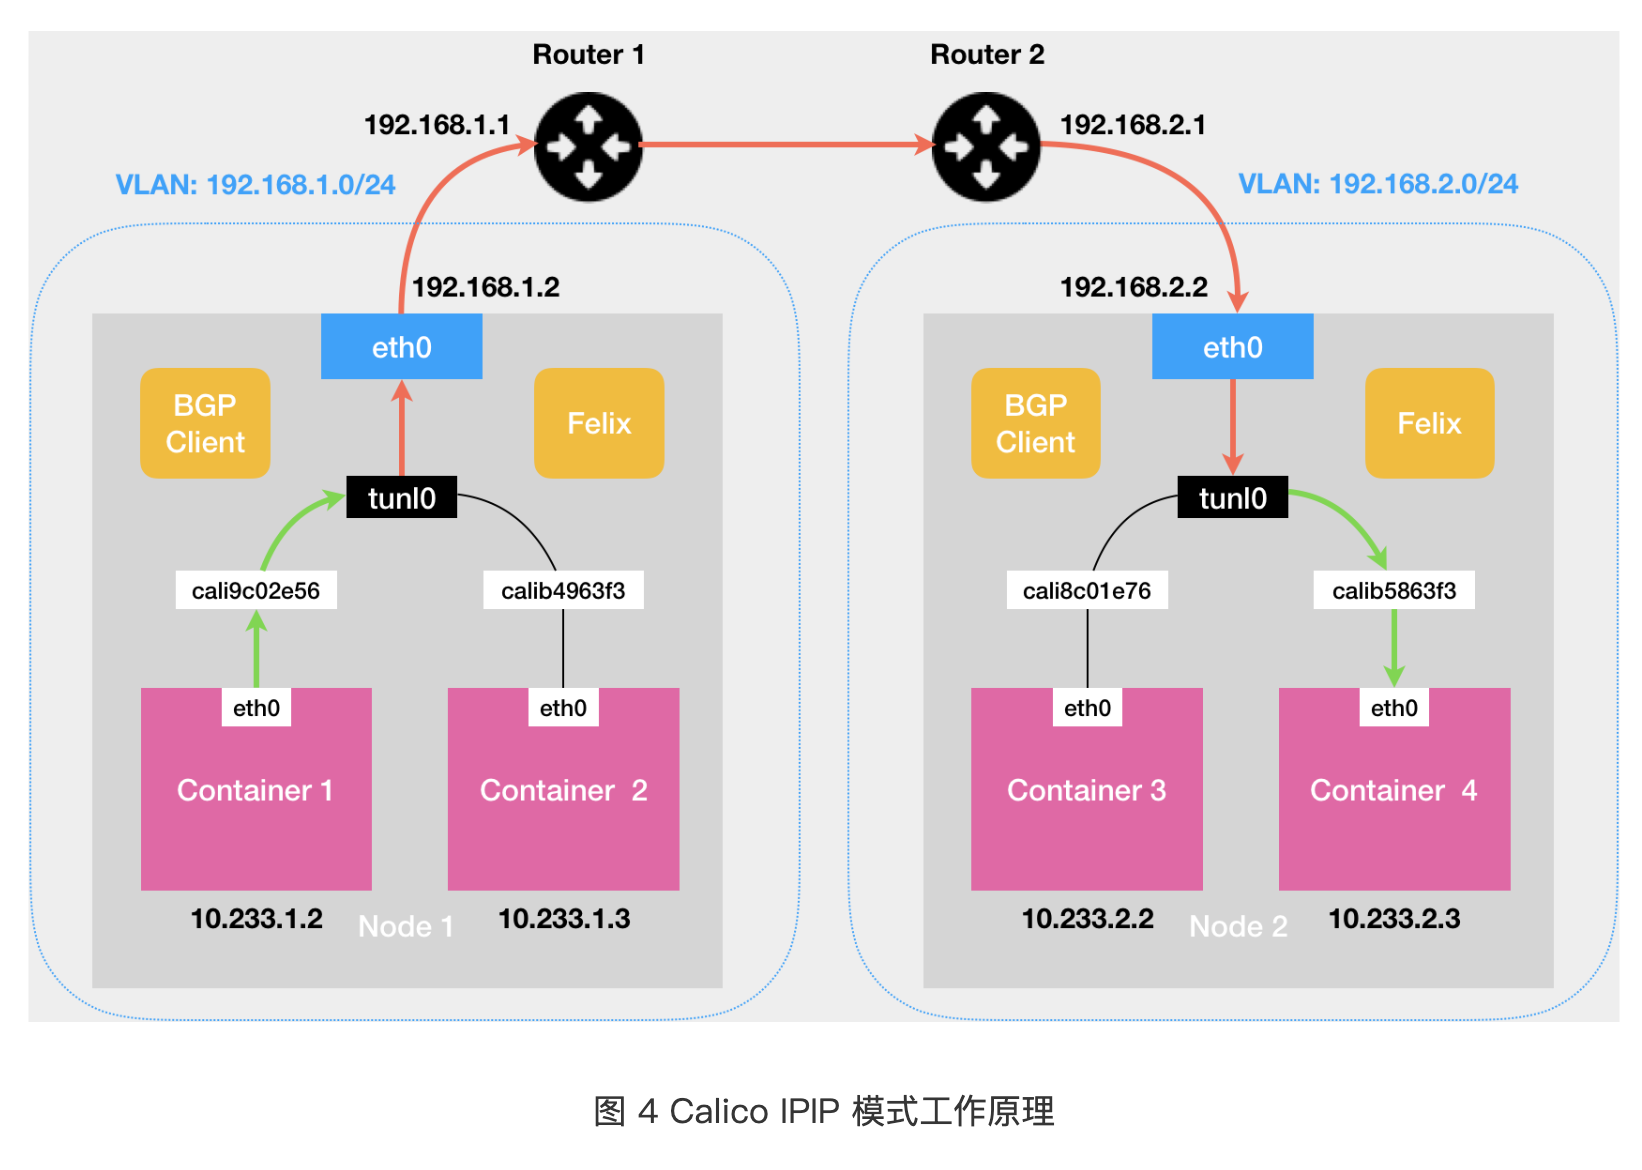 Router 1
Router 2
192.168.1.1
192.168.2.1
VLAN: 192.168.1.0/24
VLAN: 192.168.2.0/24
192.168.1.2
192.168.2.2
eth0
eth0
BGP
Client
Felix
BGP
Client
Felix
tunl0
tunl0
cali9c02e56
calib4963f3
cali8c01e76
calib5863f3
eth0
eth0
eth0
eth0
Container 1
Container 2
Container 3
Container 4
10.233.1.2
Node 1
10.233.1.3
10.233.2.2
Node 2
10.233.2.3
图 4 Calico IPIP 模式工作原理